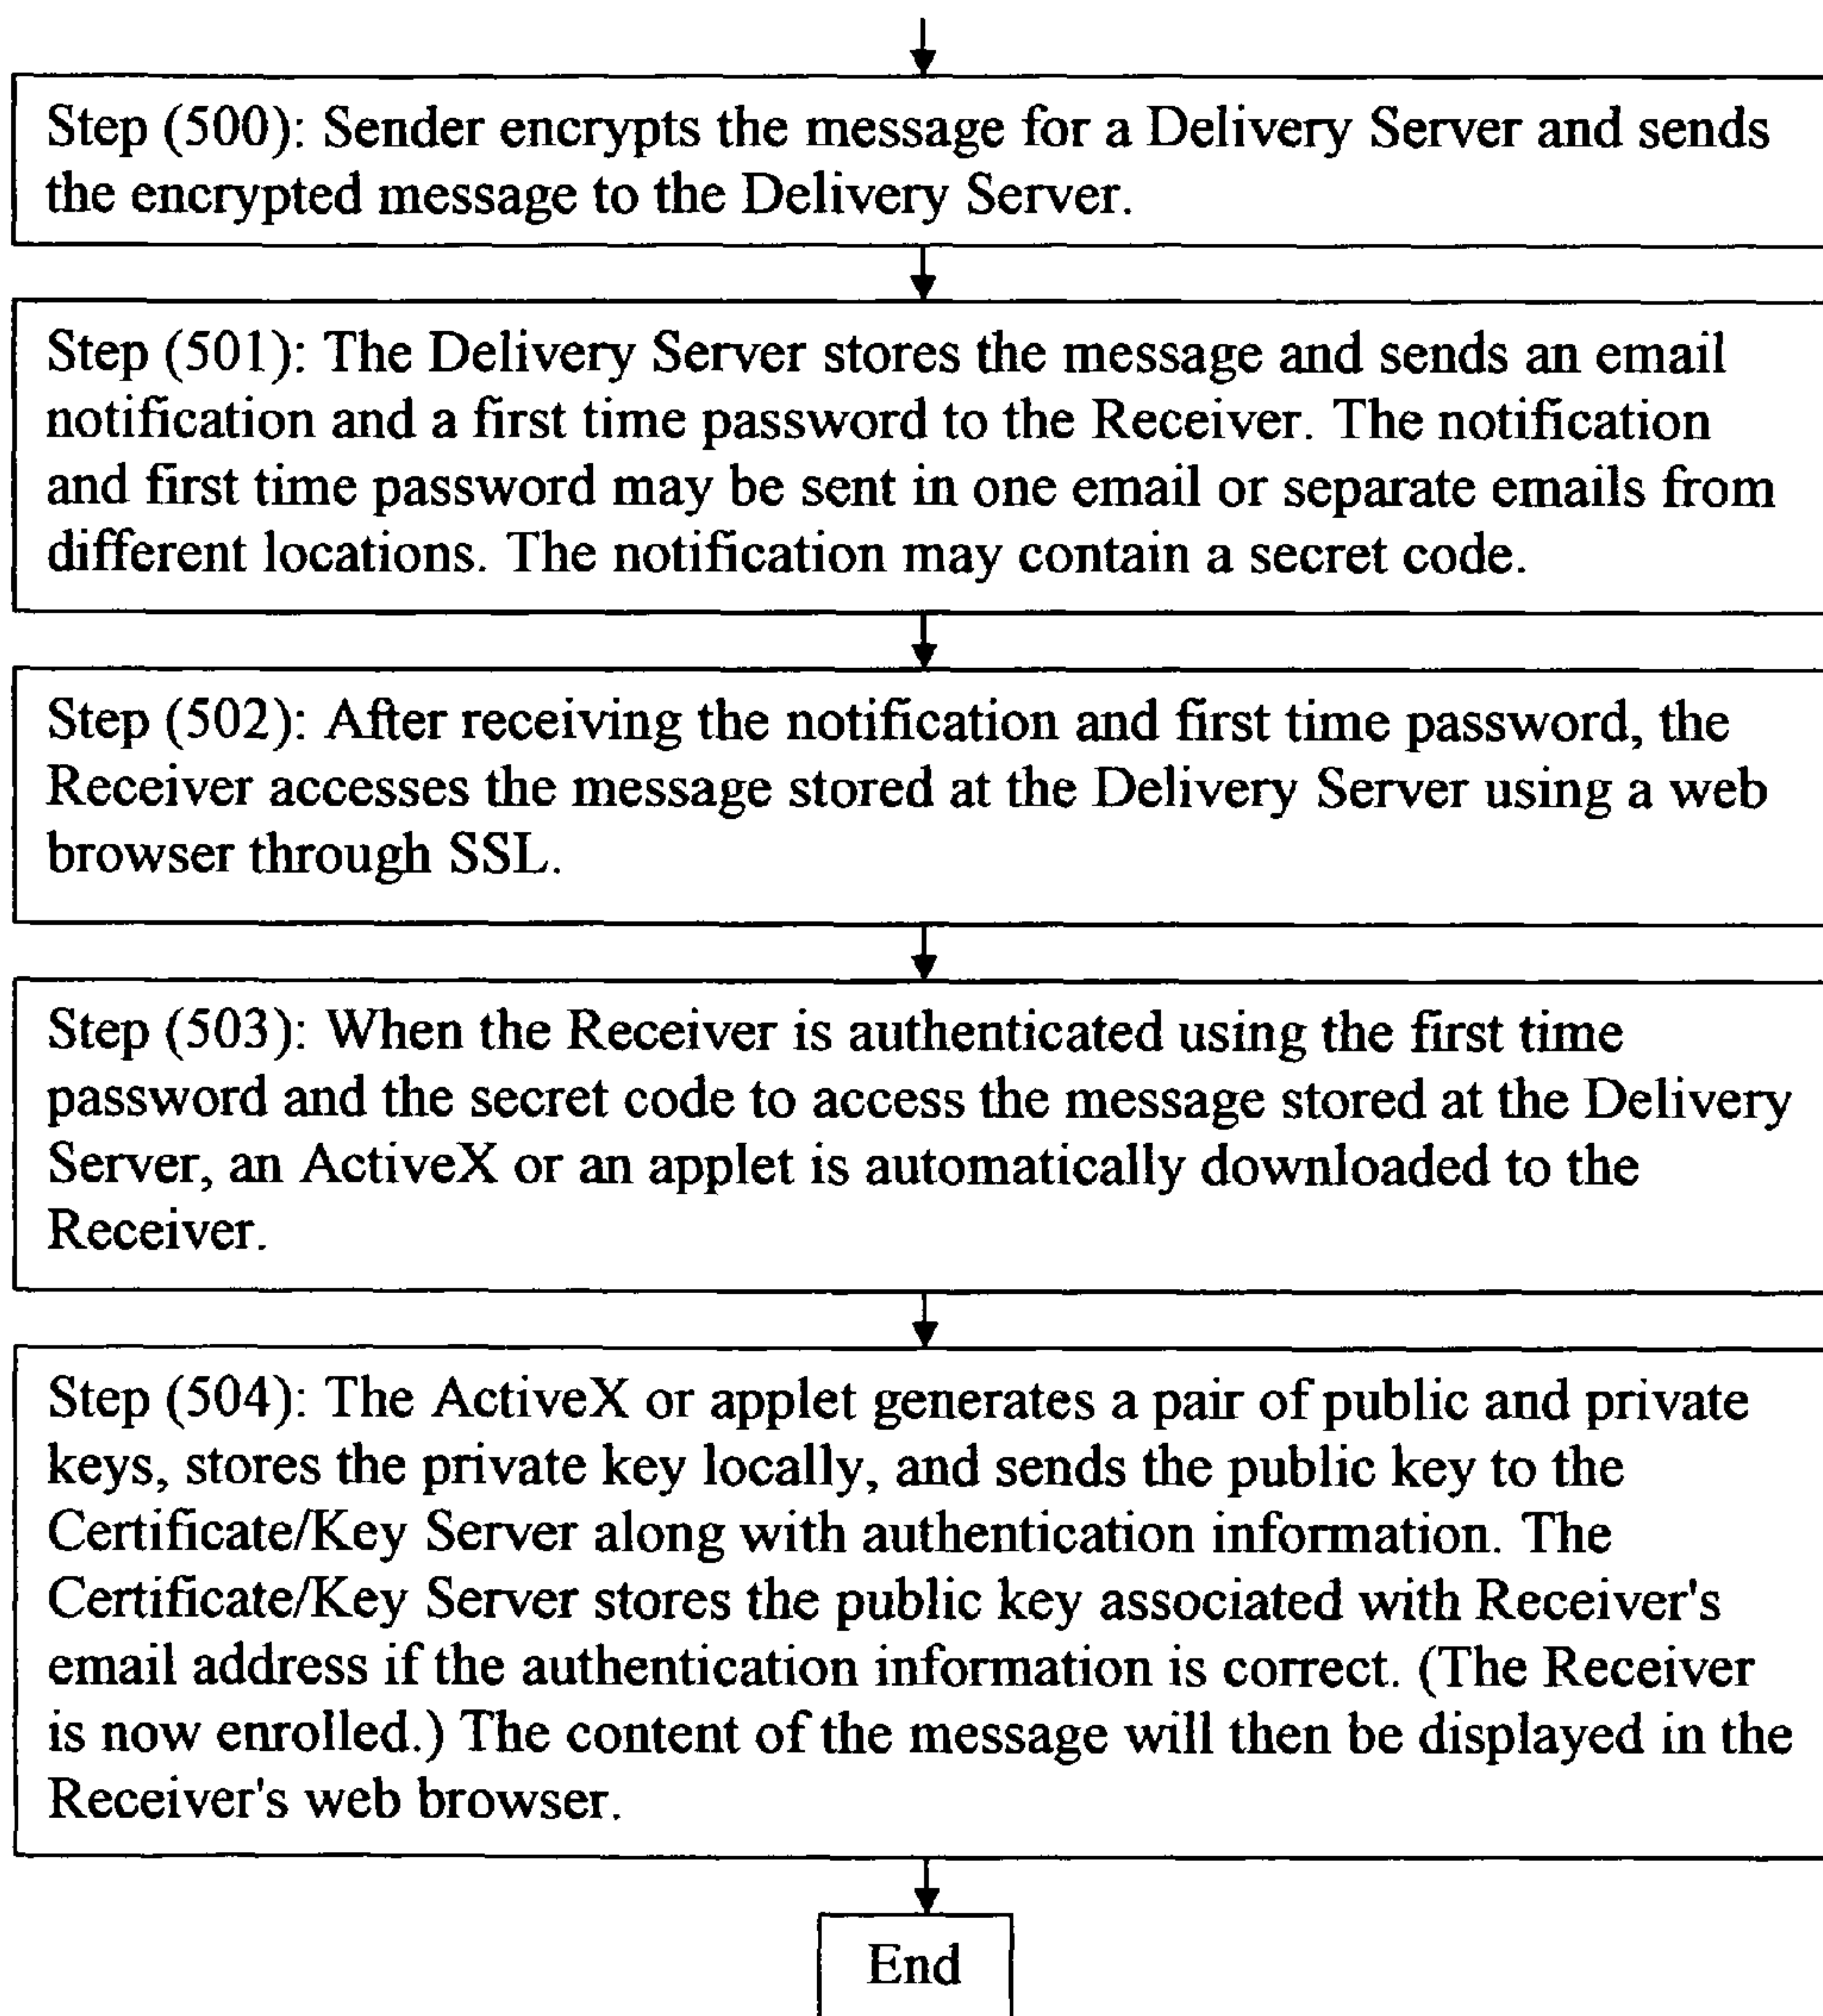 Step (500): Sender encrypts the message for a Delivery Server and sends
the encrypted message to the Delivery Server.
Step (501): The Delivery Server stores the message and sends an email
notification and a first time password to the Receiver. The notification
and first time password may be sent in one email or separate emails from
different locations. The notification may contain a secret code.
Step (502): After receiving the notification and first time password, the
Receiver accesses the message stored at the Delivery Server using a web
browser through SSL.
Step (503): When the Receiver is authenticated using the first time
password and the secret code to access the message stored at the Delivery
Server, an ActiveX or an applet is automatically downloaded to the
Receiver.
Step (504): The ActiveX or applet generates a pair of public and private
keys, stores the private key locally, and sends the public key to the
Certificate/Key Server along with authentication information. The
Certificate/Key Server stores the public key associated with Receiver's
email address if the authentication information is correct. (The Receiver
is now enrolled.) The content of the message will then be displayed in the
Receiver's web browser.
End